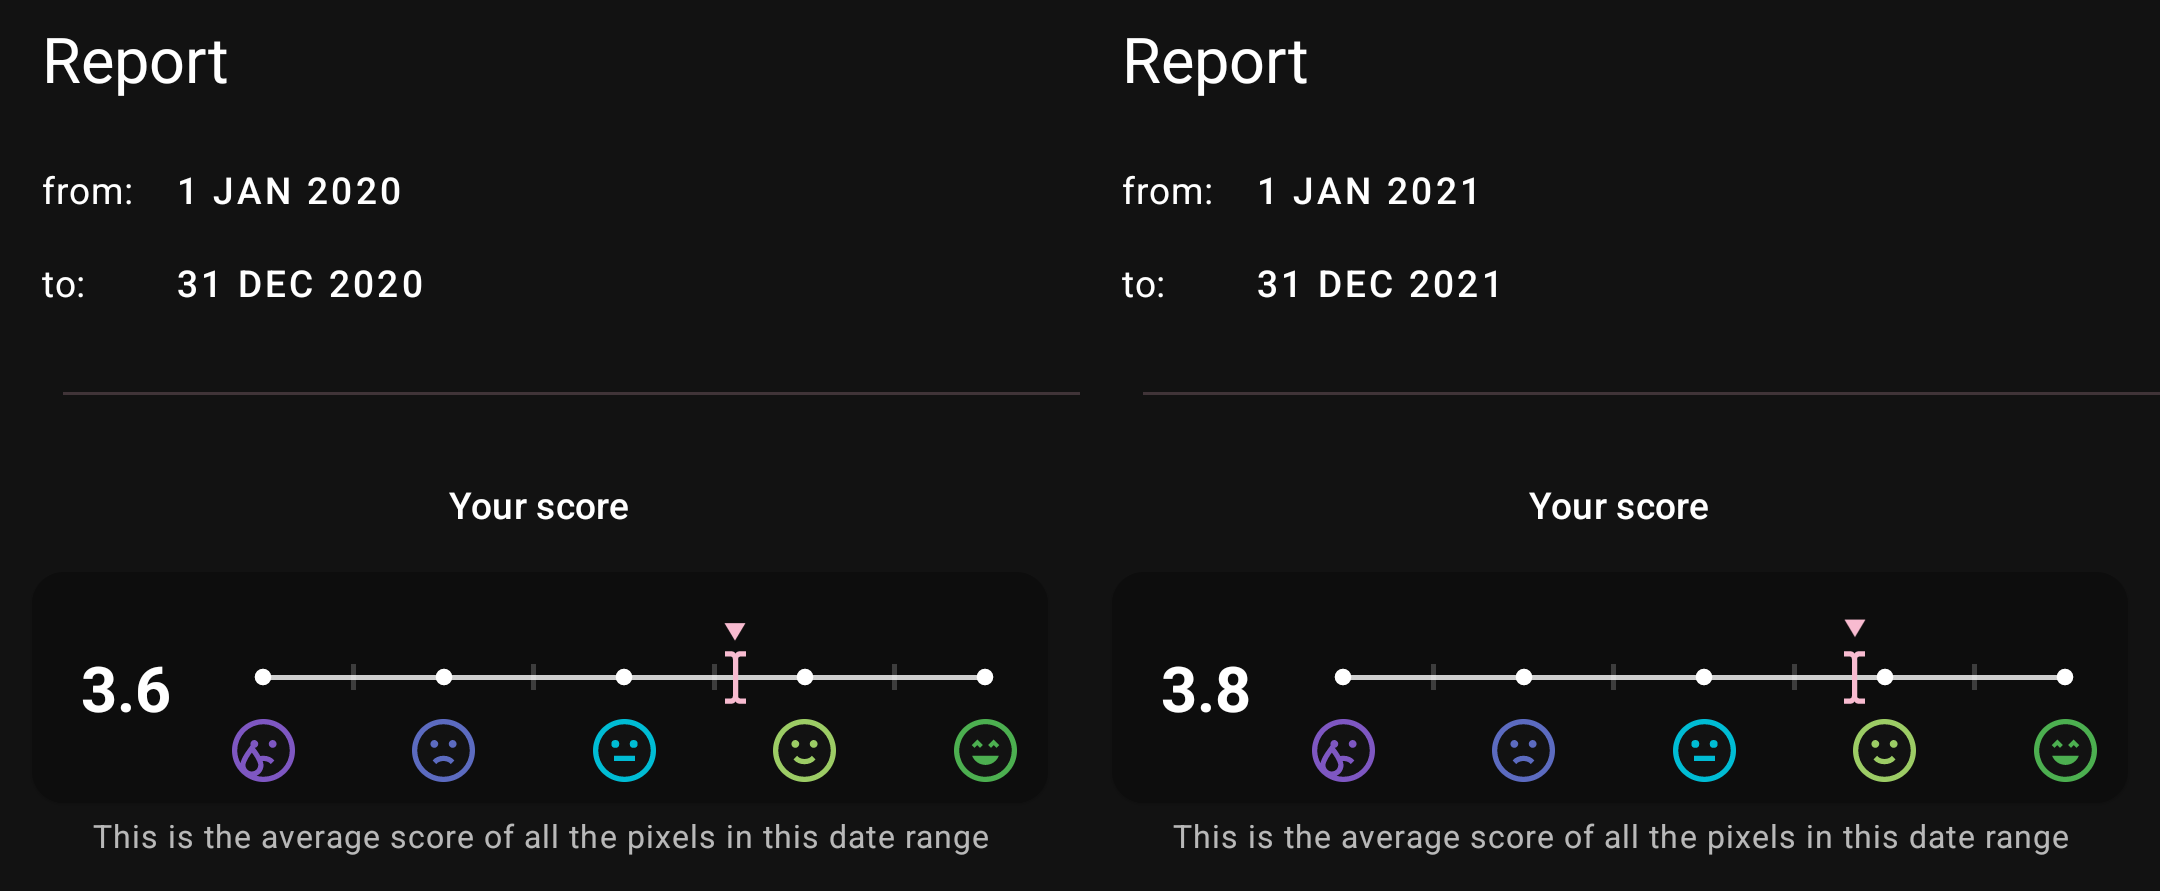 Report
from: 1 JAN 2020
to: 31 DEC 2020
Your score
3.6
This is the average score of all the pixels in this date range
Report
from: 1 JAN 2021
to: 31 DEC 2021
Your score
3.8
This is the average score of all the pixels in this date range